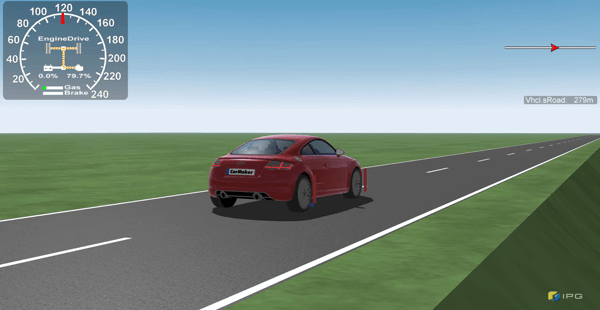 100 120 140
80 160
60 180
40 200
20 220
240
EngineDrive
0.0% 79.7%
Gas
Brake
Vhcl.sRoad: 279m
CarMaker
IPG